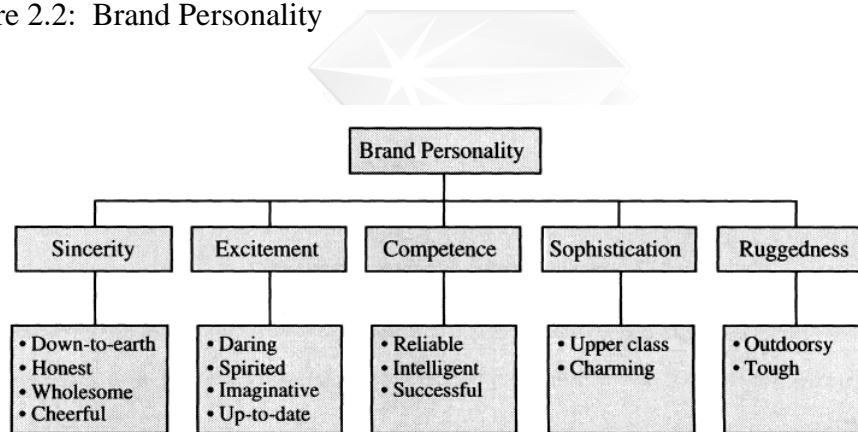 re 2.2: Brand Personality
Brand Personality
Sincerity
Excitement
Competence
Sophistication
Ruggedness
• Down-to-earth
• Honest
• Wholesome
• Cheerful
• Daring
• Spirited
• Imaginative
• Up-to-date
• Reliable
• Intelligent
• Successful
• Upper class
• Charming
• Outdoorsy
• Tough